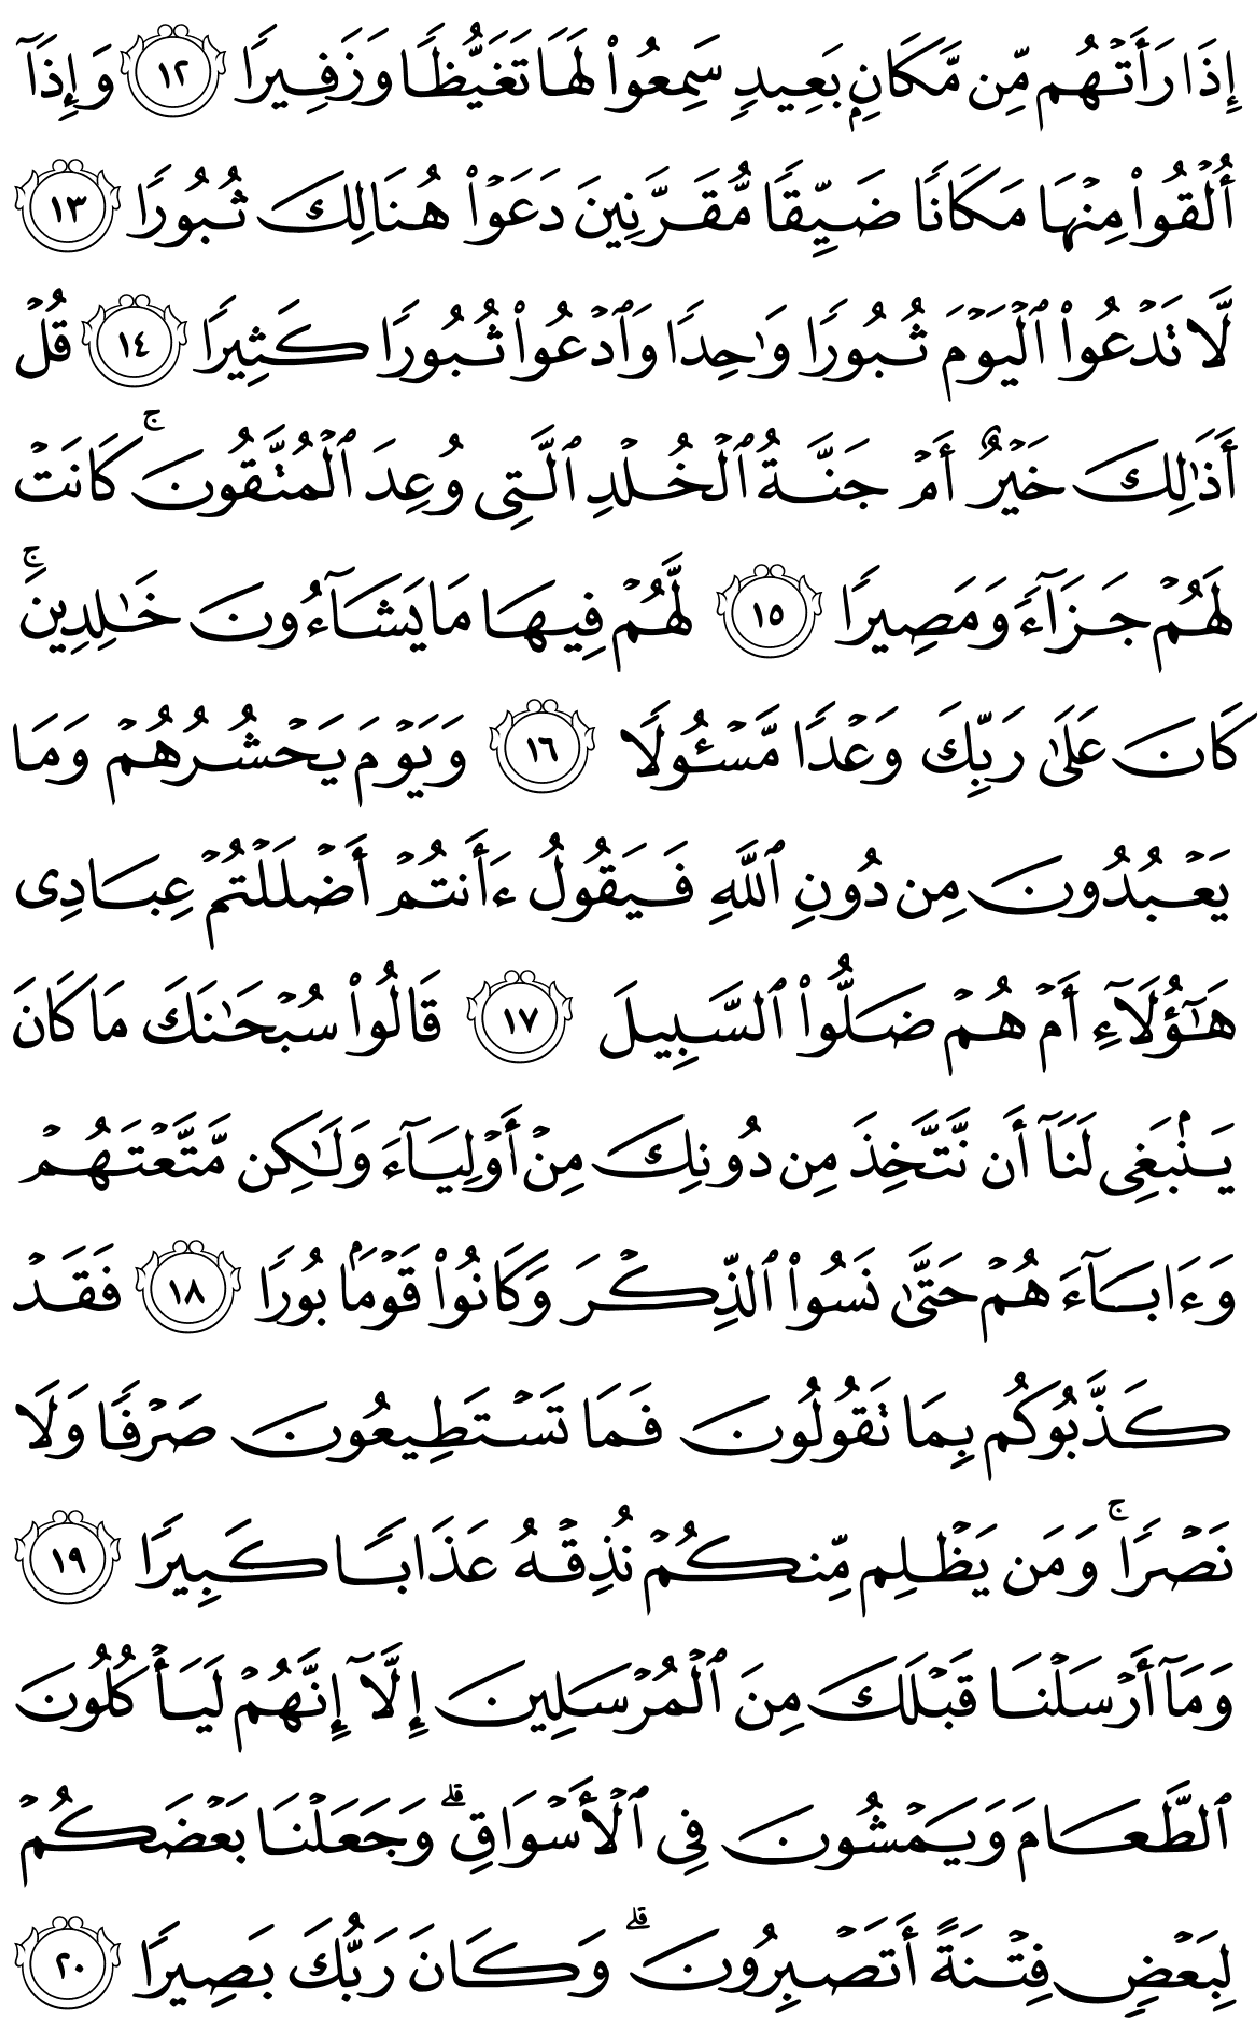 إِذَا رَأَتْهُم مِّن مَّكَانٍۭ بَعِيدٍ سَمِعُوا۟ لَهَا تَغَيُّظًا وَزَفِيرًا ١٢ وَإِذَآ
أُلْقُوا۟ مِنْهَا مَكَانًا ضَيِّقًا مُّقَرَّنِينَ دَعَوْا۟ هُنَالِكَ ثُبُورًا ١٣
لَّا تَدْعُوا۟ ٱلْيَوْمَ ثُبُورًا وَٰحِدًا وَٱدْعُوا۟ ثُبُورًا كَثِيرًا ١٤ قُلْ
أَذَٰلِكَ خَيْرٌ أَمْ جَنَّةُ ٱلْخُلْدِ ٱلَّتِى وُعِدَ ٱلْمُتَّقُونَ ۚ كَانَتْ
لَهُمْ جَزَآءً وَمَصِيرًا ١٥ لَّهُمْ فِيهَا مَا يَشَآءُونَ خَٰلِدِينَ ۚ
كَانَ عَلَىٰ رَبِّكَ وَعْدًا مَّسْـُٔولًا ١٦ وَيَوْمَ يَحْشُرُهُمْ وَمَا
يَعْبُدُونَ مِن دُونِ ٱللَّهِ فَيَقُولُ ءَأَنتُمْ أَضْلَلْتُمْ عِبَادِى
هَٰٓؤُلَآءِ أَمْ هُمْ ضَلُّوا۟ ٱلسَّبِيلَ ١٧ قَالُوا۟ سُبْحَٰنَكَ مَا كَانَ
يَنۢبَغِى لَنَآ أَن نَّتَّخِذَ مِن دُونِكَ مِنْ أَوْلِيَآءَ وَلَٰكِن مَّتَّعْتَهُمْ
وَءَابَآءَهُمْ حَتَّىٰ نَسُوا۟ ٱلذِّكْرَ وَكَانُوا۟ قَوْمًۢا بُورًا ١٨ فَقَدْ
كَذَّبُوكُم بِمَا تَقُولُونَ فَمَا تَسْتَطِيعُونَ صَرْفًا وَلَا
نَصْرًا ۚ وَمَن يَظْلِم مِّنكُمْ نُذِقْهُ عَذَابًا كَبِيرًا ١٩
وَمَآ أَرْسَلْنَا قَبْلَكَ مِنَ ٱلْمُرْسَلِينَ إِلَّآ إِنَّهُمْ لَيَأْكُلُونَ
ٱلطَّعَامَ وَيَمْشُونَ فِى ٱلْأَسْوَاقِ ۗ وَجَعَلْنَا بَعْضَكُمْ
لِبَعْضٍ فِتْنَةً أَتَصْبِرُونَ ۗ وَكَانَ رَبُّكَ بَصِيرًا ٢٠